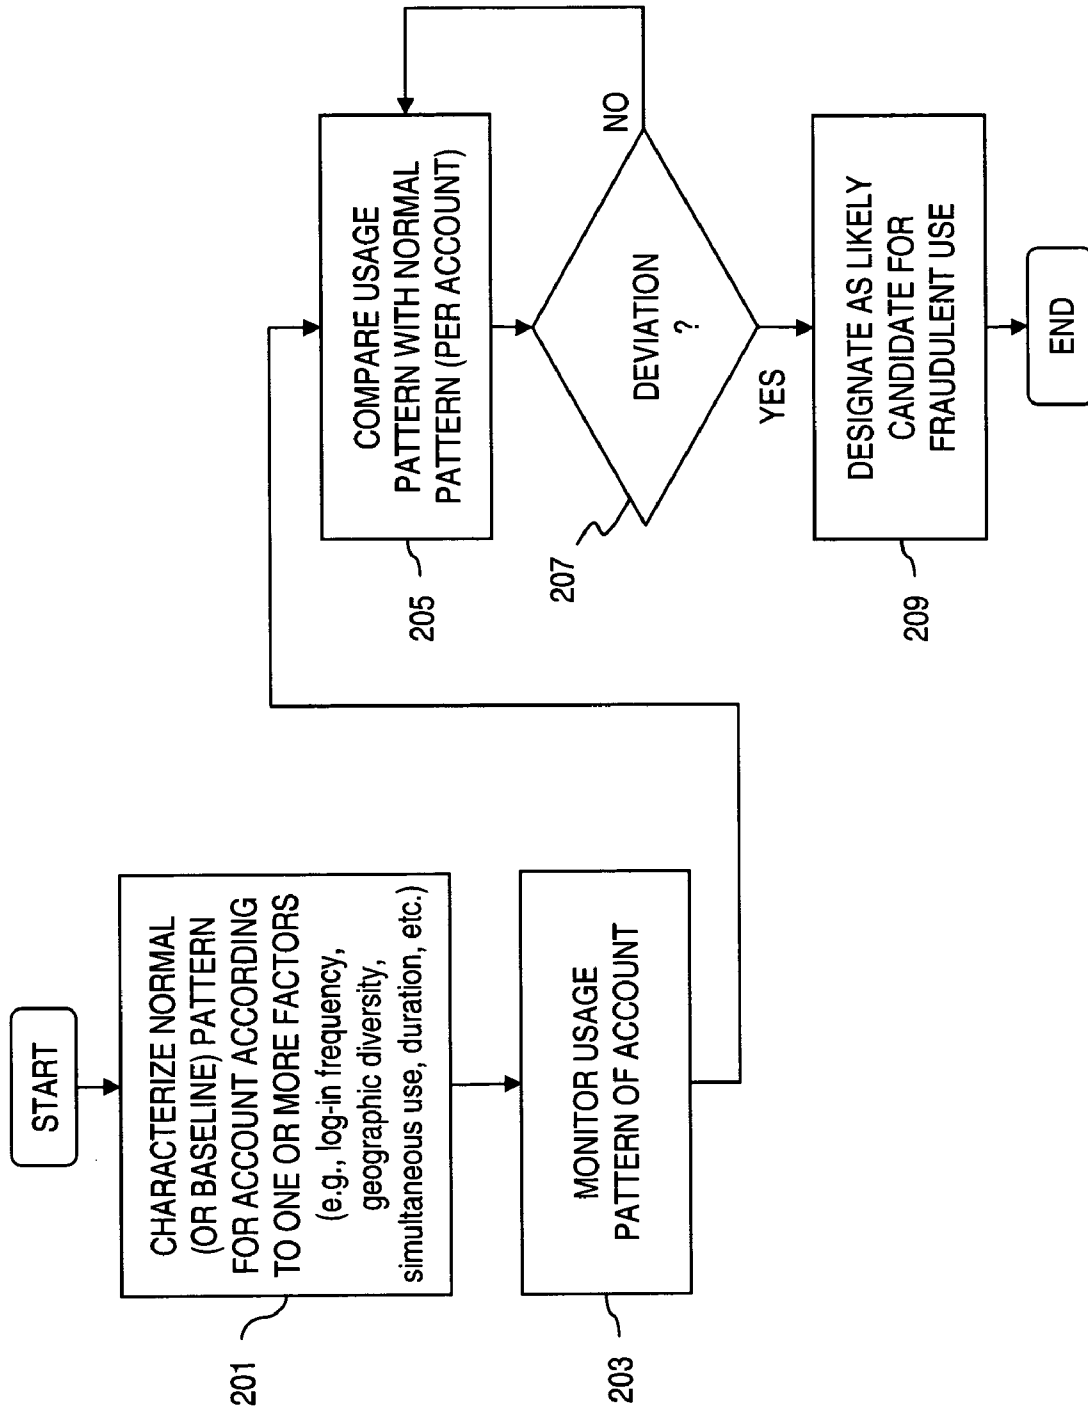 START
CHARACTERIZE NORMAL
(OR BASELINE) PATTERN
FOR ACCOUNT ACCORDING
TO ONE OR MORE FACTORS
(e.g., log-in frequency,
geographic diversity,
simultaneous use, duration, etc.)
201
MONITOR USAGE
PATTERN OF ACCOUNT
203
COMPARE USAGE
PATTERN WITH NORMAL
PATTERN (PER ACCOUNT)
205
DEVIATION
?
207
NO
YES
DESIGNATE AS LIKELY
CANDIDATE FOR
FRAUDULENT USE
209
END